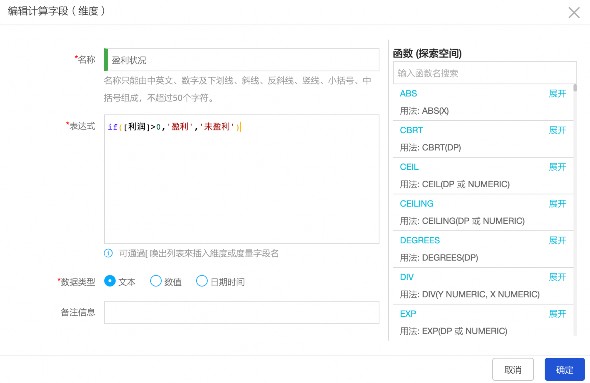 编辑计算字段（维度）
*名称
盈利状况
名称只能由中英文、数字及下划线、斜线、反斜线、竖线、小括号、中
括号组成，不超过50个字符。
*表达式
if([利润]>0,'盈利','未盈利')
可通过[ 唤出列表来插入维度或度量字段名
*数据类型
文本
数值
日期时间
备注信息
函数 (探索空间)
输入函数名搜索
ABS 展开
用法: ABS(X)
CBRT 展开
用法: CBRT(DP)
CEIL 展开
用法: CEIL(DP 或 NUMERIC)
CEILING 展开
用法: CEILING(DP 或 NUMERIC)
DEGREES 展开
用法: DEGREES(DP)
DIV 展开
用法: DIV(Y NUMERIC, X NUMERIC)
EXP 展开
用法: EXP(DP 或 NUMERIC)
取消
确定